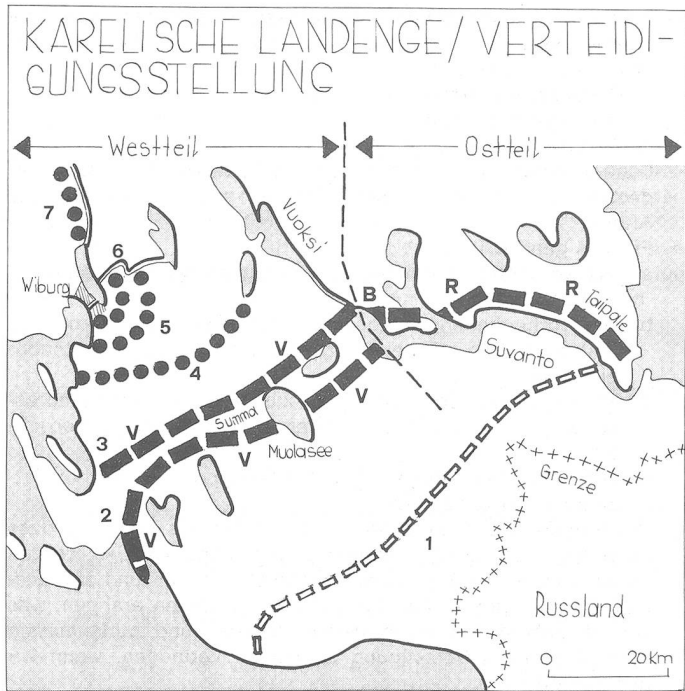 KARELISCHE LANDENGE/VERTEIDI-
GUNGSSTELLUNG
Westteil
Ostteil
7
6
Vuoksi
Wiburg
B
R
R
Taipale
5
4
V
Suvanto
V
3
V
Summa
V
Muolasee
Grenze
2
1
V
Russland
0 20 Km